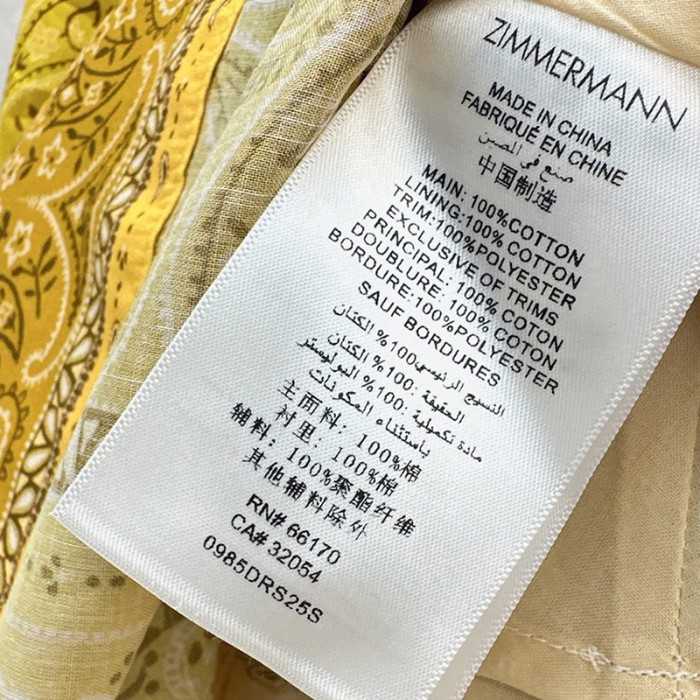 ZIMMERMANN
MADE IN CHINA
FABRIQUÉ EN CHINE
صنع في الصين
中国制造
MAIN: 100%COTTON
LINING:100%COTTON
TRIM:100%POLYESTER
EXCLUSIVE OF TRIMS
PRINCIPAL: 100% COTON
DOUBLURE: 100% COTON
BORDURE:100%POLYESTER
SAUF BORDURES
النسيج الرئيسي:100% الكتان
الحقيقة :100% الكتان
مادة تكميلية :100% البوليستر
باستثناء المكونات
主面料: 100%棉
衬里: 100%棉
辅料: 100%聚酯纤维
其他辅料除外
RN# 66170
CA# 32054
0985DRS25S